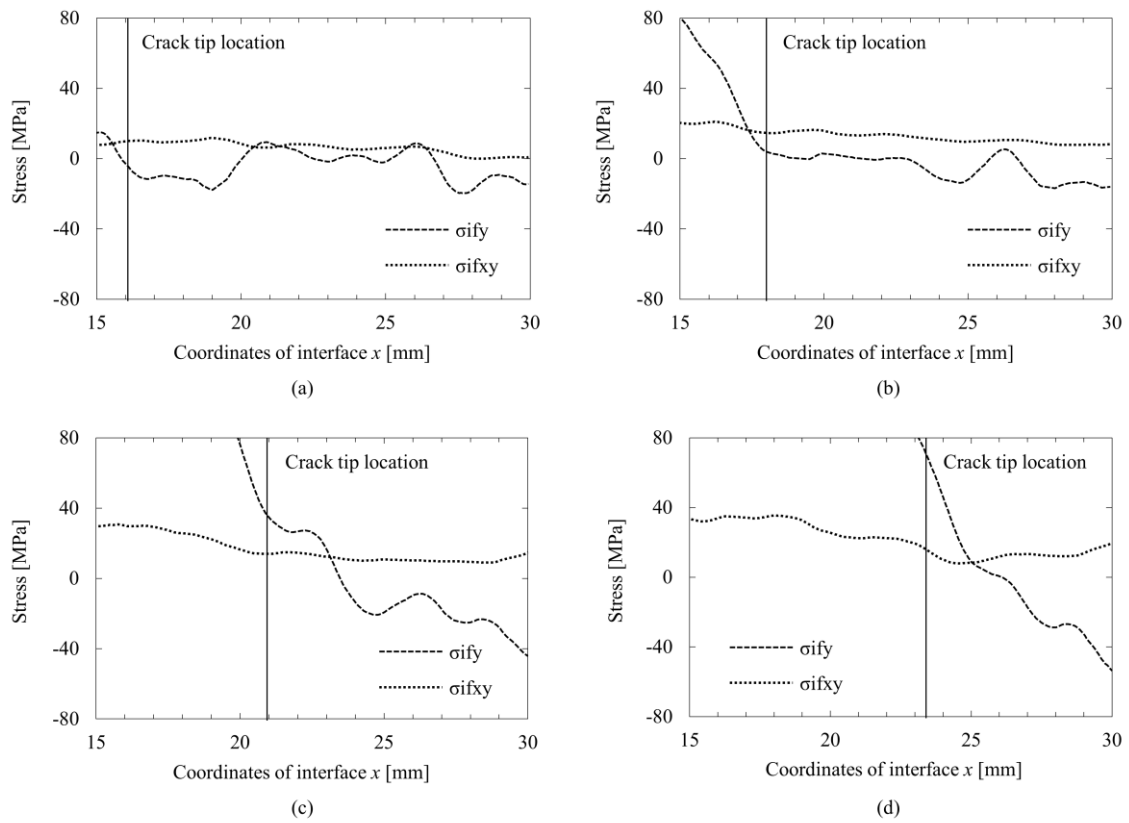 80
40
0
-40
-80
Stress [MPa]
Crack tip location
σify
σifxy
15
20
25
30
Coordinates of interface x [mm]
(a)
80
40
0
-40
-80
Stress [MPa]
Crack tip location
σify
σifxy
15
20
25
30
Coordinates of interface x [mm]
(b)
80
40
0
-40
-80
Stress [MPa]
Crack tip location
σify
σifxy
15
20
25
30
Coordinates of interface x [mm]
(c)
80
40
0
-40
-80
Stress [MPa]
Crack tip location
σify
σifxy
15
20
25
30
Coordinates of interface x [mm]
(d)